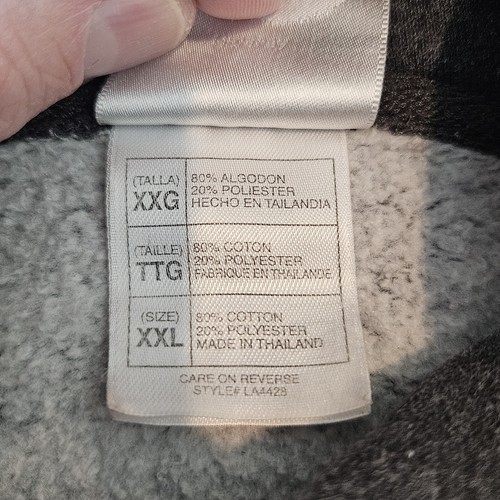 (TALLA)
XXG
80% ALGODON
20% POLIESTER
HECHO EN TAILANDIA
(TAILLE)
TTG
80% COTON
20% POLYESTER
FABRIQUE EN THAILANDE
(SIZE)
XXL
80% COTTON
20% POLYESTER
MADE IN THAILAND
CARE ON REVERSE
STYLE# LA4428